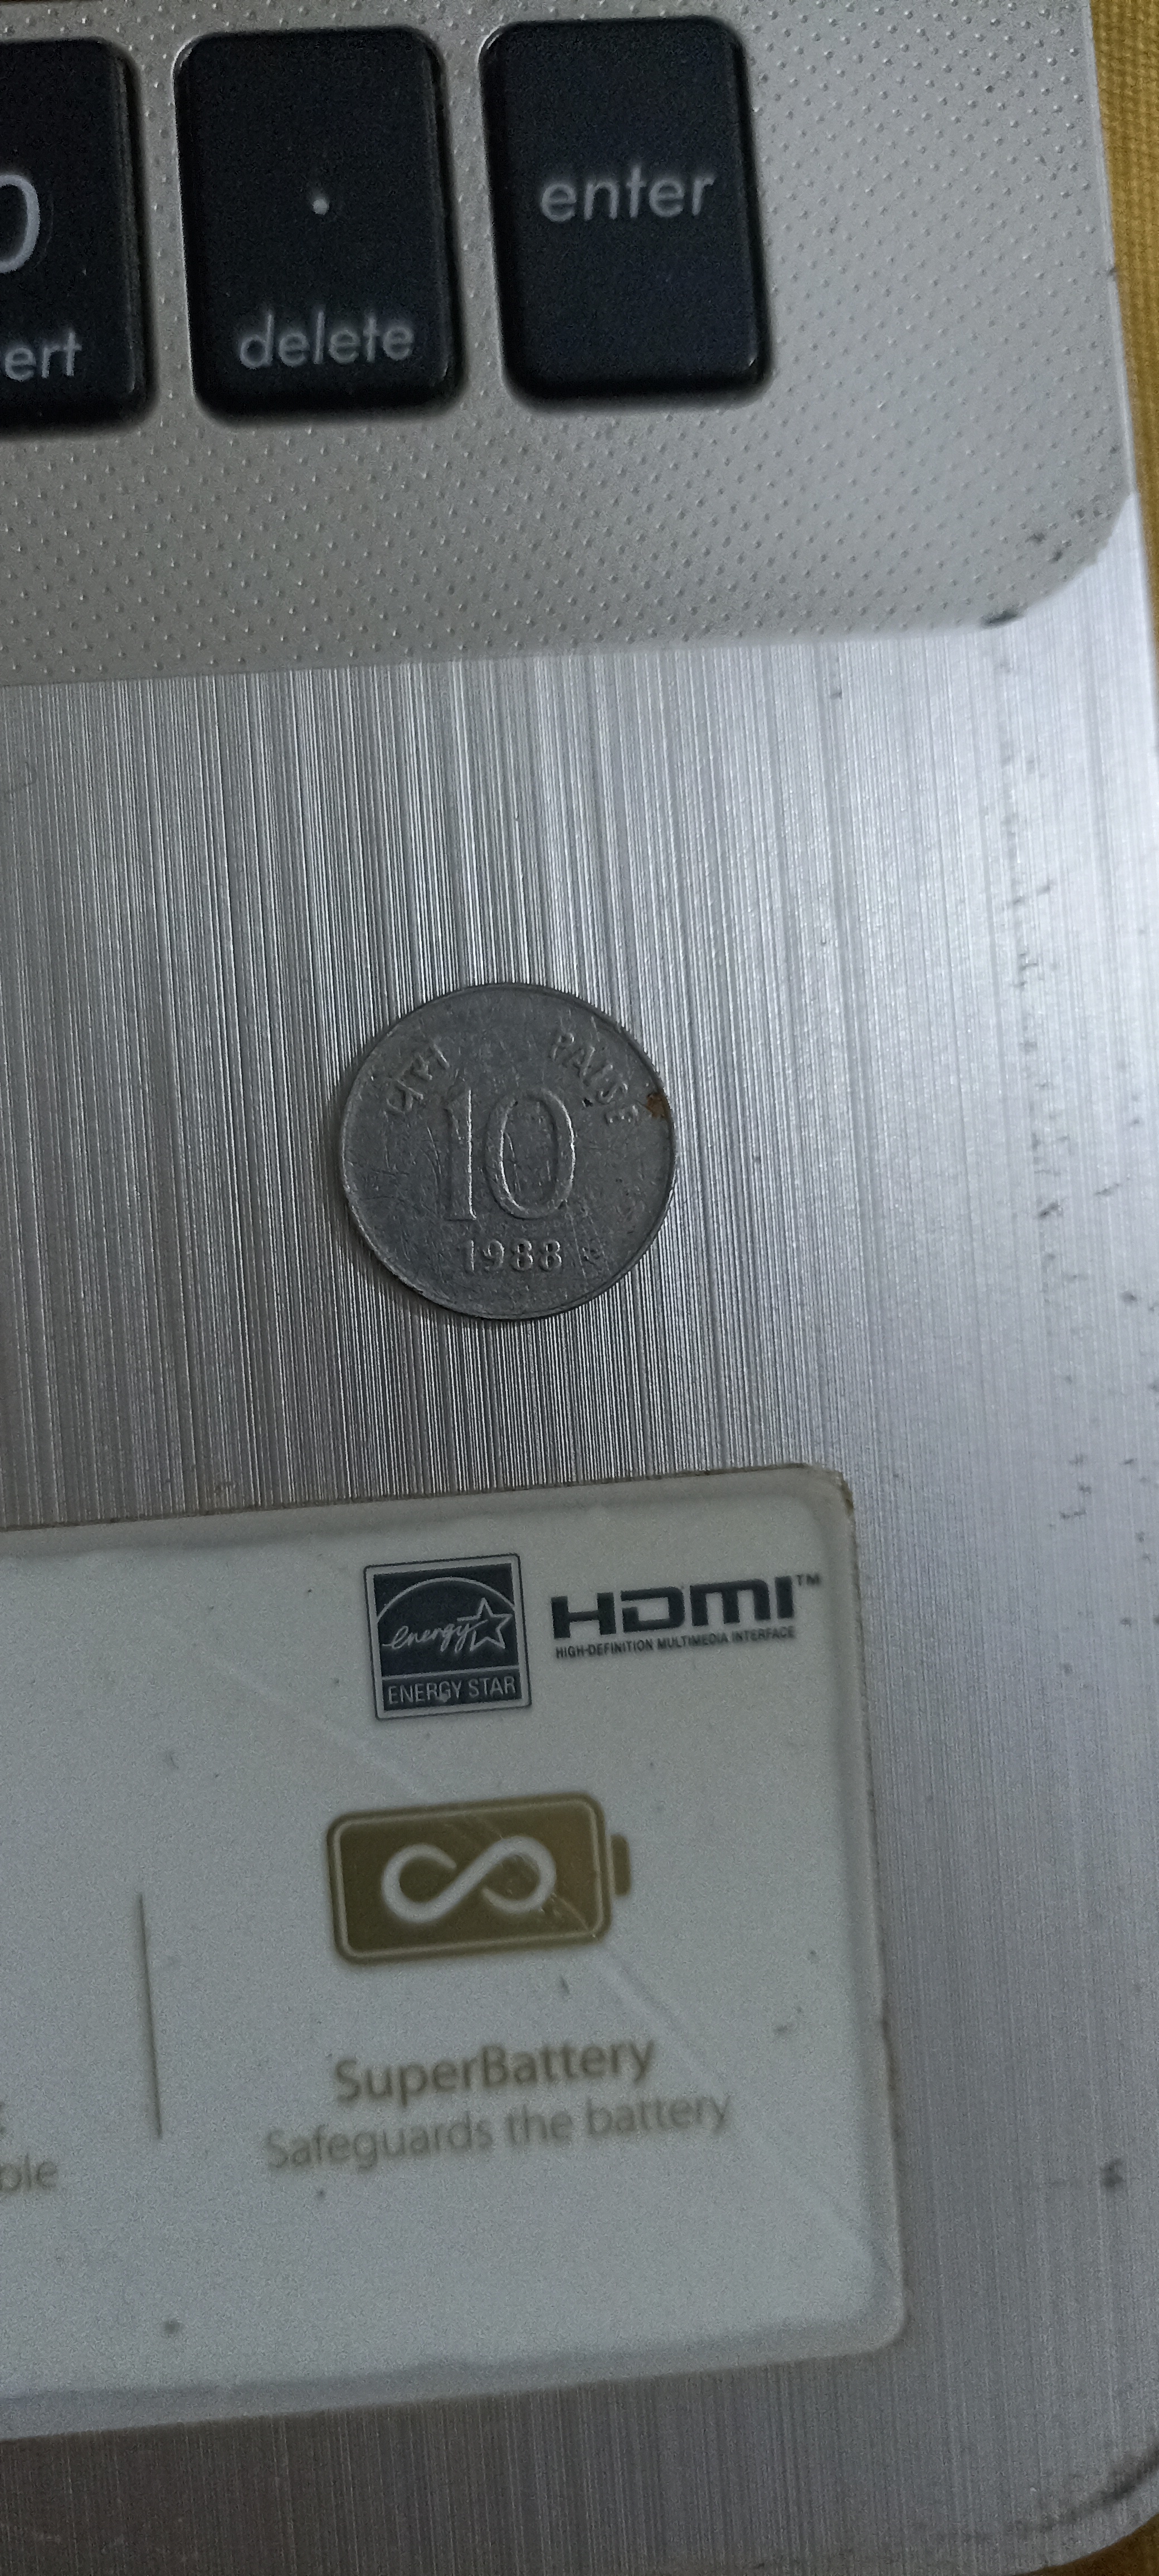 0
. enter
ert delete
पैसे PAISE
10
1988
energy
ENERGY STAR
HDMI™
HIGH-DEFINITION MULTIMEDIA INTERFACE
SuperBattery
Safeguards the battery
ble